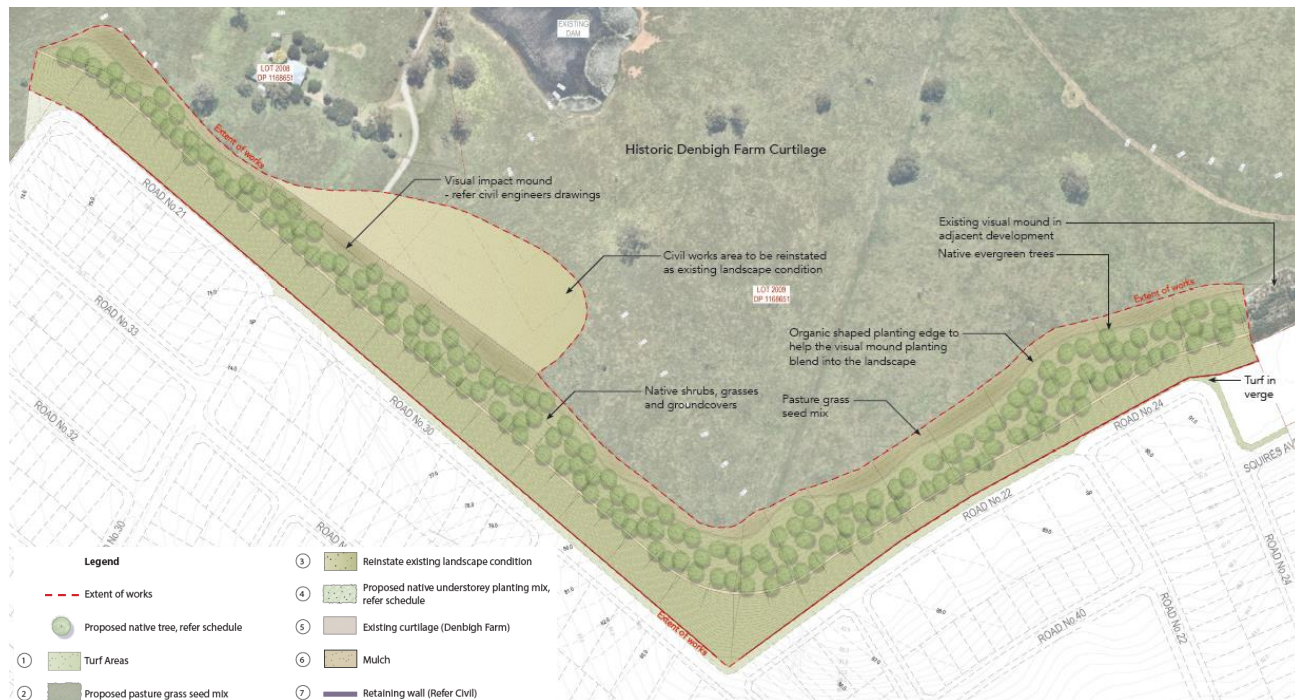 EXISTING
DAM
LOT 2008
DP 1168651
Extent of works
Historic Denbigh Farm Curtilage
Visual impact mound
- refer civil engineers drawings
ROAD No.21
Existing visual mound in
adjacent development
Native evergreen trees
Civil works area to be reinstated
as existing landscape condition
LOT 2009
DP 1168651
Extent of works
ROAD No.33
Organic shaped planting edge to
help the visual mound planting
blend into the landscape
Native shrubs, grasses
and groundcovers
Pasture grass
seed mix
Turf in
verge
ROAD No.30
ROAD No.24
ROAD No.32
SQUIRES AV
ROAD No.22
ROAD No.30
ROAD No.24
ROAD No.22
ROAD No.40
Extent of works
Legend
Extent of works
Proposed native tree, refer schedule
1 Turf Areas
2 Proposed pasture grass seed mix
3 Reinstate existing landscape condition
4 Proposed native understorey planting mix,
refer schedule
5 Existing curtilage (Denbigh Farm)
6 Mulch
7 Retaining wall (Refer Civil)